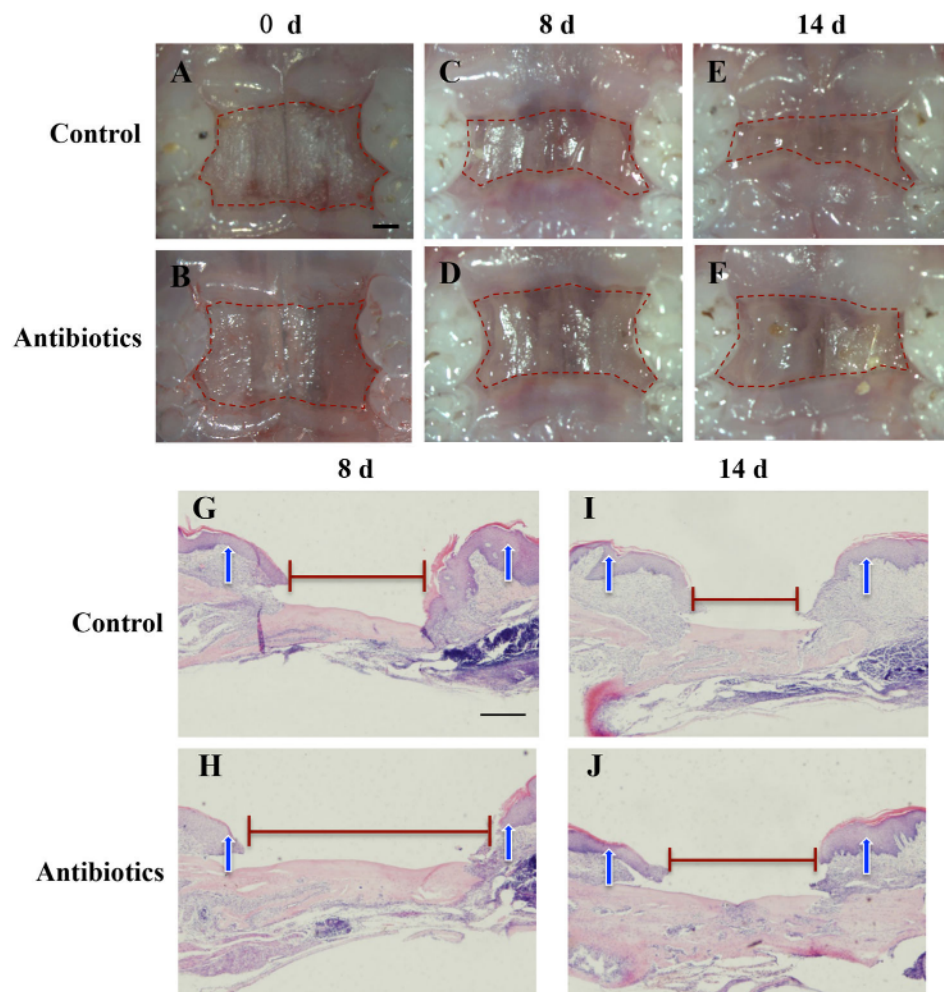 0 d 8 d 14 d
A C E
Control
B D F
Antibiotics
8 d 14 d
G I
Control
H J
Antibiotics